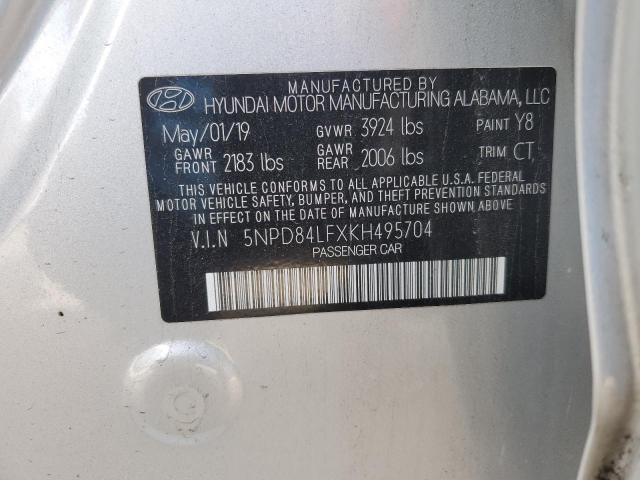 MANUFACTURED BY
HYUNDAI MOTOR MANUFACTURING ALABAMA, LLC
May/01/19 GVWR 3924 lbs PAINT Y8
GAWR FRONT 2183 lbs GAWR REAR 2006 lbs TRIM CT
THIS VEHICLE CONFORMS TO ALL APPLICABLE U.S.A. FEDERAL
MOTOR VEHICLE SAFETY, BUMPER, AND THEFT PREVENTION STANDARDS
IN EFFECT ON THE DATE OF MANUFACTURE SHOWN ABOVE.
V.I.N 5NPD84LFXKH495704
PASSENGER CAR